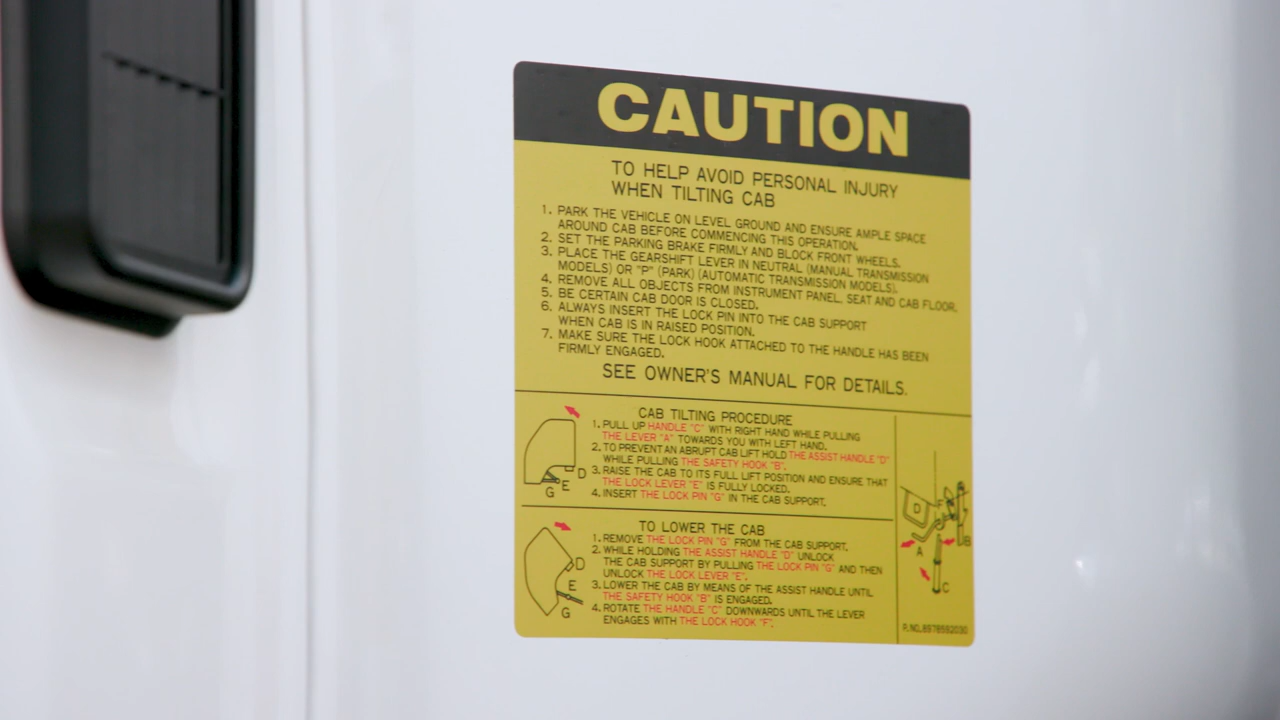 CAUTION
TO HELP AVOID PERSONAL INJURY
WHEN TILTING CAB
1. PARK THE VEHICLE ON LEVEL GROUND AND ENSURE AMPLE SPACE
AROUND CAB BEFORE COMMENCING THIS OPERATION.
2. SET THE PARKING BRAKE FIRMLY AND BLOCK FRONT WHEELS.
3. PLACE THE GEARSHIFT LEVER IN NEUTRAL (MANUAL TRANSMISSION
MODELS) OR "P" (PARK) (AUTOMATIC TRANSMISSION MODELS).
4. REMOVE ALL OBJECTS FROM INSTRUMENT PANEL, SEAT AND CAB FLOOR.
5. BE CERTAIN CAB DOOR IS CLOSED.
6. ALWAYS INSERT THE LOCK PIN INTO THE CAB SUPPORT
WHEN CAB IS IN RAISED POSITION.
7. MAKE SURE THE LOCK HOOK ATTACHED TO THE HANDLE HAS BEEN
FIRMLY ENGAGED.
SEE OWNER'S MANUAL FOR DETAILS.
CAB TILTING PROCEDURE
1. PULL UP HANDLE "C" WITH RIGHT HAND WHILE PULLING
THE LEVER "A" TOWARDS YOU WITH LEFT HAND.
2. TO PREVENT AN ABRUPT CAB LIFT HOLD THE ASSIST HANDLE "D"
WHILE PULLING THE SAFETY HOOK "B".
3. RAISE THE CAB TO ITS FULL LIFT POSITION AND ENSURE THAT
THE LOCK LEVER "E" IS FULLY LOCKED.
4. INSERT THE LOCK PIN "G" IN THE CAB SUPPORT.
D
E
G
TO LOWER THE CAB
1. REMOVE THE LOCK PIN "G" FROM THE CAB SUPPORT.
2. WHILE HOLDING THE ASSIST HANDLE "D" UNLOCK
THE CAB SUPPORT BY PULLING THE LOCK PIN "G" AND THEN
UNLOCK THE LOCK LEVER "E".
3. LOWER THE CAB BY MEANS OF THE ASSIST HANDLE UNTIL
THE SAFETY HOOK "B" IS ENGAGED.
4. ROTATE THE HANDLE "C" DOWNWARDS UNTIL THE LEVER
ENGAGES WITH THE LOCK HOOK "F".
D
E
G
D
F
A
B
C
P.NO.8978592030